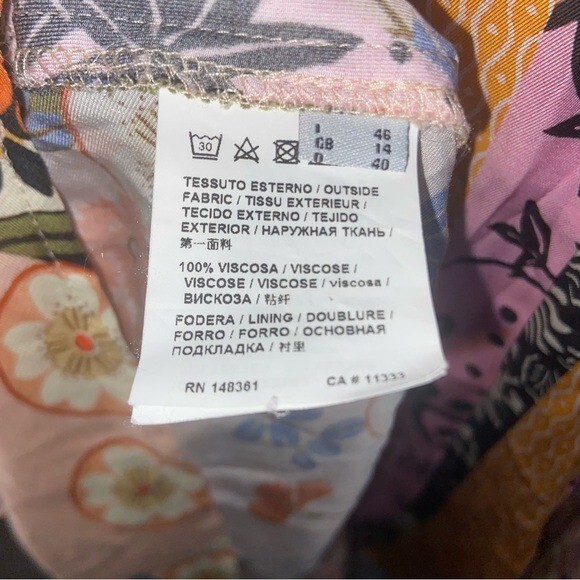 30
I 46
GB 14
D 40
TESSUTO ESTERNO / OUTSIDE
FABRIC / TISSU EXTERIEUR /
TECIDO EXTERNO / TEJIDO
EXTERIOR / НАРУЖНАЯ ТКАНЬ /
第一面料
100% VISCOSA / VISCOSE /
VISCOSE / VISCOSE / viscosa /
ВИСКОЗА / 粘纤
FODERA / LINING / DOUBLURE /
FORRO / FORRO / ОСНОВНАЯ
ПОДКЛАДКА / 衬里
RN 148361 CA # 11333